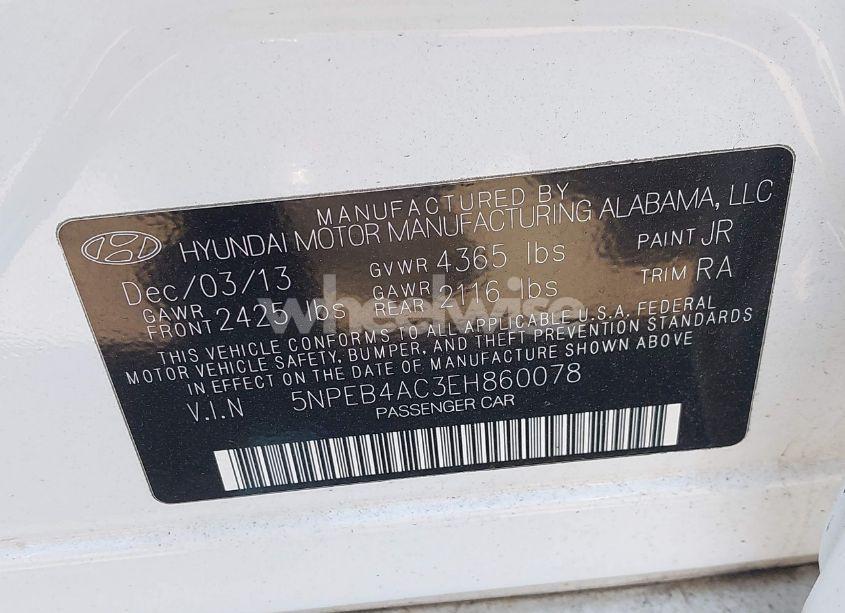 MANUFACTURED BY
HYUNDAI MOTOR MANUFACTURING ALABAMA, LLC
Dec/03/13 GVWR 4365 lbs PAINT JR
GAWR FRONT 2425 lbs GAWR REAR 2116 lbs TRIM RA
THIS VEHICLE CONFORMS TO ALL APPLICABLE U.S.A. FEDERAL
MOTOR VEHICLE SAFETY, BUMPER, AND THEFT PREVENTION STANDARDS
IN EFFECT ON THE DATE OF MANUFACTURE SHOWN ABOVE
V.I.N 5NPEB4AC3EH860078
PASSENGER CAR
wheelwise